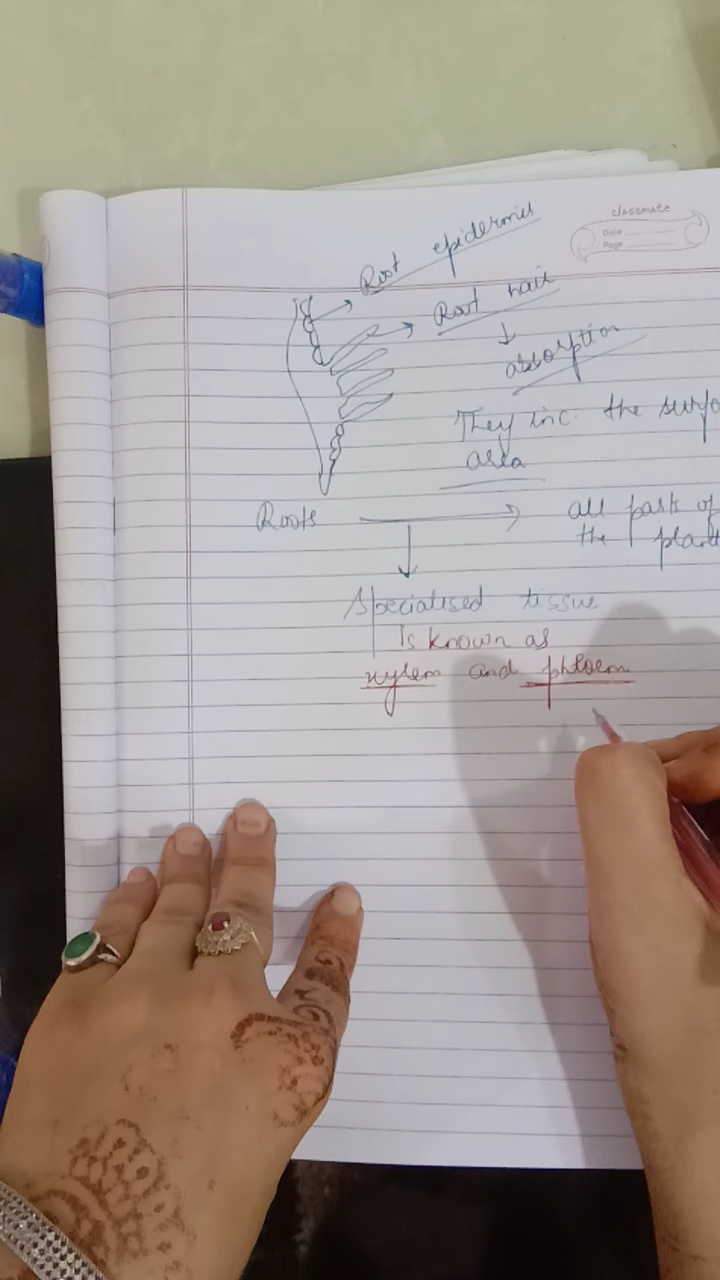 classmate
Date
Page
Root epidermis
Root hair
absorption
They inc. the surfa
area
Roots
all parts of
the plant
Specialised tissue
is known as
xylem and phloem